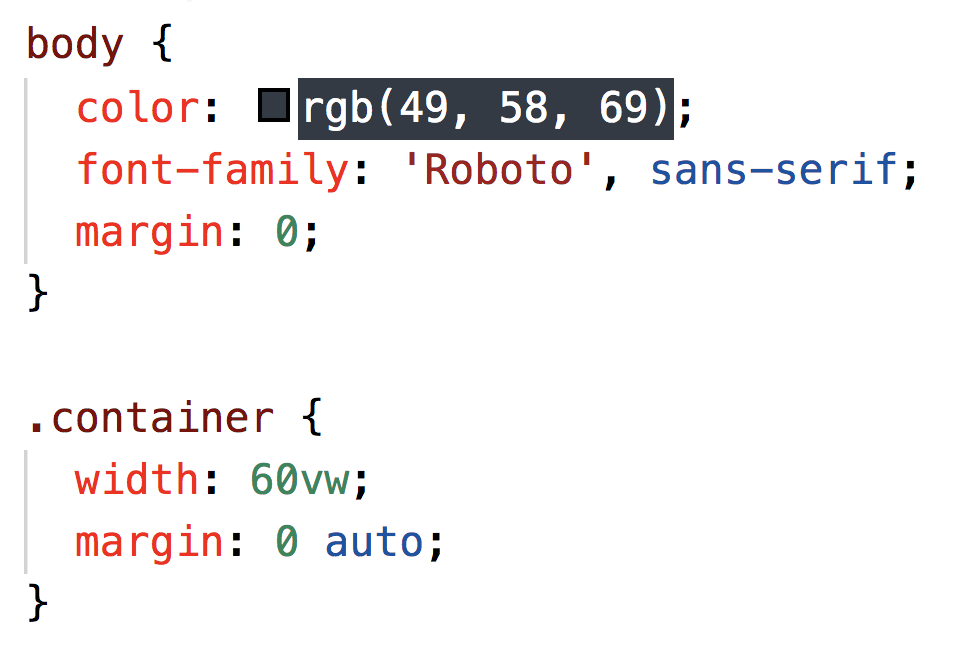 body {
  color: rgb(49, 58, 69);
  font-family: 'Roboto', sans-serif;
  margin: 0;
}
.container {
  width: 60vw;
  margin: 0 auto;
}